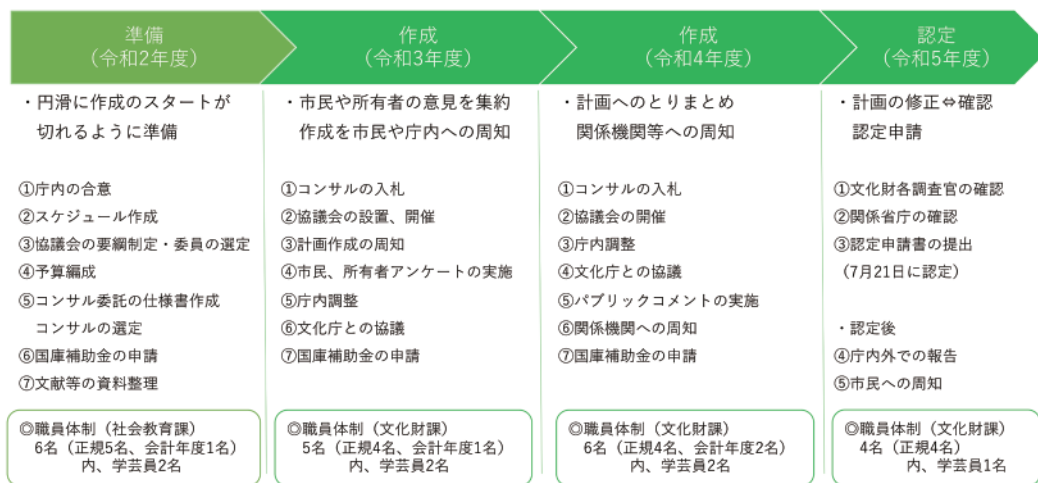 準備
（令和2年度）
・円滑に作成のスタートが
切れるように準備
①庁内の合意
②スケジュール作成
③協議会の要綱制定・委員の選定
④予算編成
⑤コンサル委託の仕様書作成
コンサルの選定
⑥国庫補助金の申請
⑦文献等の資料整理
◎職員体制（社会教育課）
6名（正規5名、会計年度1名）
内、学芸員2名
作成
（令和3年度）
・市民や所有者の意見を集約
作成を市民や庁内への周知
①コンサルの入札
②協議会の設置、開催
③計画作成の周知
④市民、所有者アンケートの実施
⑤庁内調整
⑥文化庁との協議
⑦国庫補助金の申請
◎職員体制（文化財課）
5名（正規4名、会計年度1名）
内、学芸員2名
作成
（令和4年度）
・計画へのとりまとめ
関係機関等への周知
①コンサルの入札
②協議会の開催
③庁内調整
④文化庁との協議
⑤パブリックコメントの実施
⑥関係機関への周知
⑦国庫補助金の申請
◎職員体制（文化財課）
6名（正規4名、会計年度2名）
内、学芸員2名
認定
（令和5年度）
・計画の修正⇔確認
認定申請
①文化財各調査官の確認
②関係省庁の確認
③認定申請書の提出
(7月21日に認定)
・認定後
④庁内外での報告
⑤市民への周知
◎職員体制（文化財課）
4名（正規4名）
内、学芸員1名